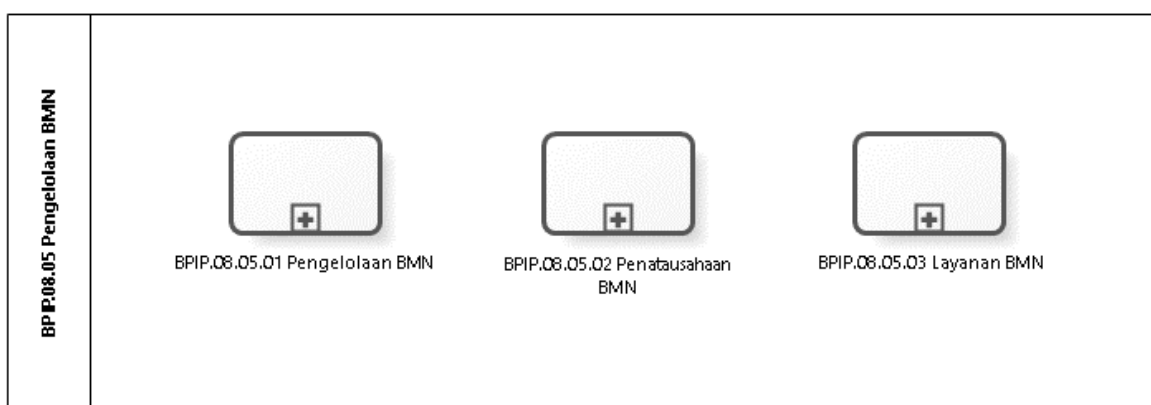 BPIP.08.05 Pengelolaan BMN
BPIP.08.05.01 Pengelolaan BMN
BPIP.08.05.02 Penatausahaan
BMN
BPIP.08.05.03 Layanan BMN